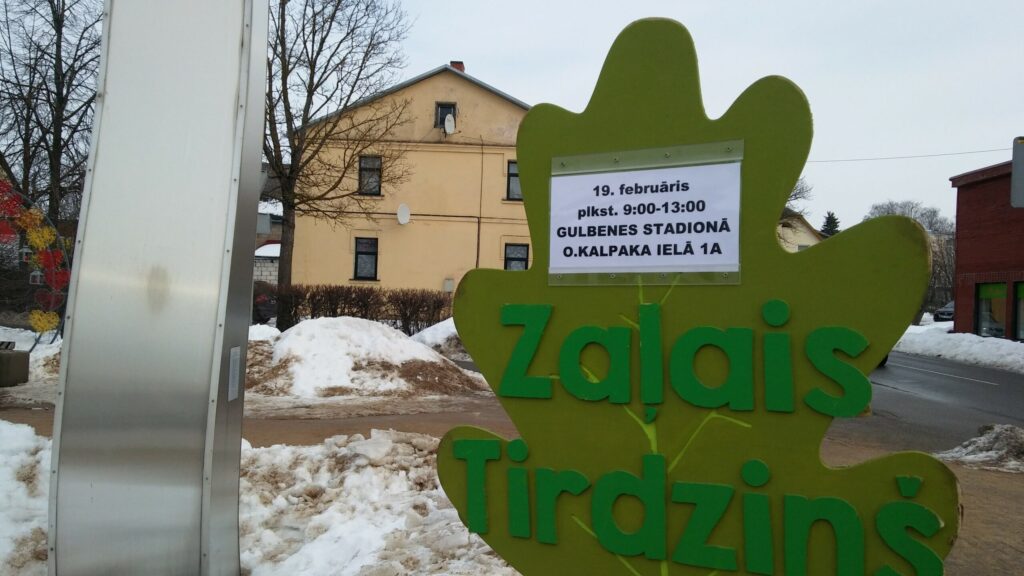 19. februāris
plkst. 9:00-13:00
GULBENES STADIONĀ
O.KALPAKA IELĀ 1A
Zaļais
Tirdziņš